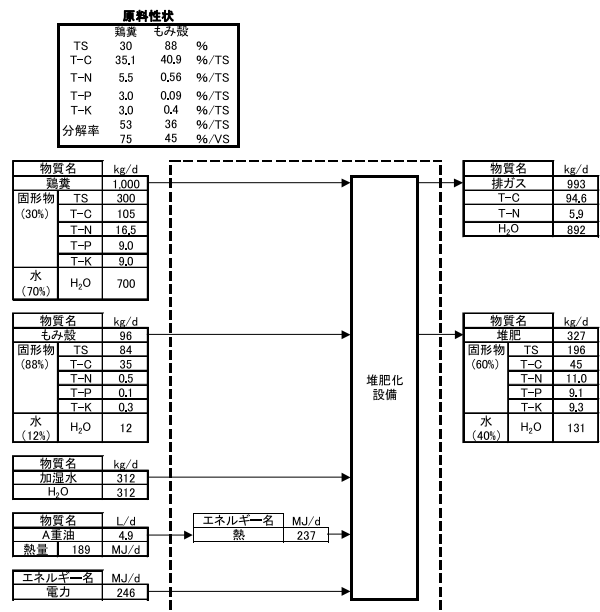 原料性状
鶏糞 もみ殻
TS 30 88 %
T-C 35.1 40.9 %/TS
T-N 5.5 0.56 %/TS
T-P 3.0 0.09 %/TS
T-K 3.0 0.4 %/TS
分解率 53 36 %/TS
75 45 %/VS
物質名 kg/d
鶏糞 1,000
固形物 TS 300
(30%) T-C 105
T-N 16.5
T-P 9.0
T-K 9.0
水 H₂O 700
(70%)
物質名 kg/d
もみ殻 96
固形物 TS 84
(88%) T-C 35
T-N 0.5
T-P 0.1
T-K 0.3
水 H₂O 12
(12%)
物質名 kg/d
加湿水 312
H₂O 312
物質名 L/d
A重油 4.9
熱量 189 MJ/d
エネルギー名 MJ/d
熱 237
エネルギー名 MJ/d
電力 246
堆肥化
設備
物質名 kg/d
排ガス 993
T-C 94.6
T-N 5.9
H₂O 892
物質名 kg/d
堆肥 327
固形物 TS 196
(60%) T-C 45
T-N 11.0
T-P 9.1
T-K 9.3
水 H₂O 131
(40%)